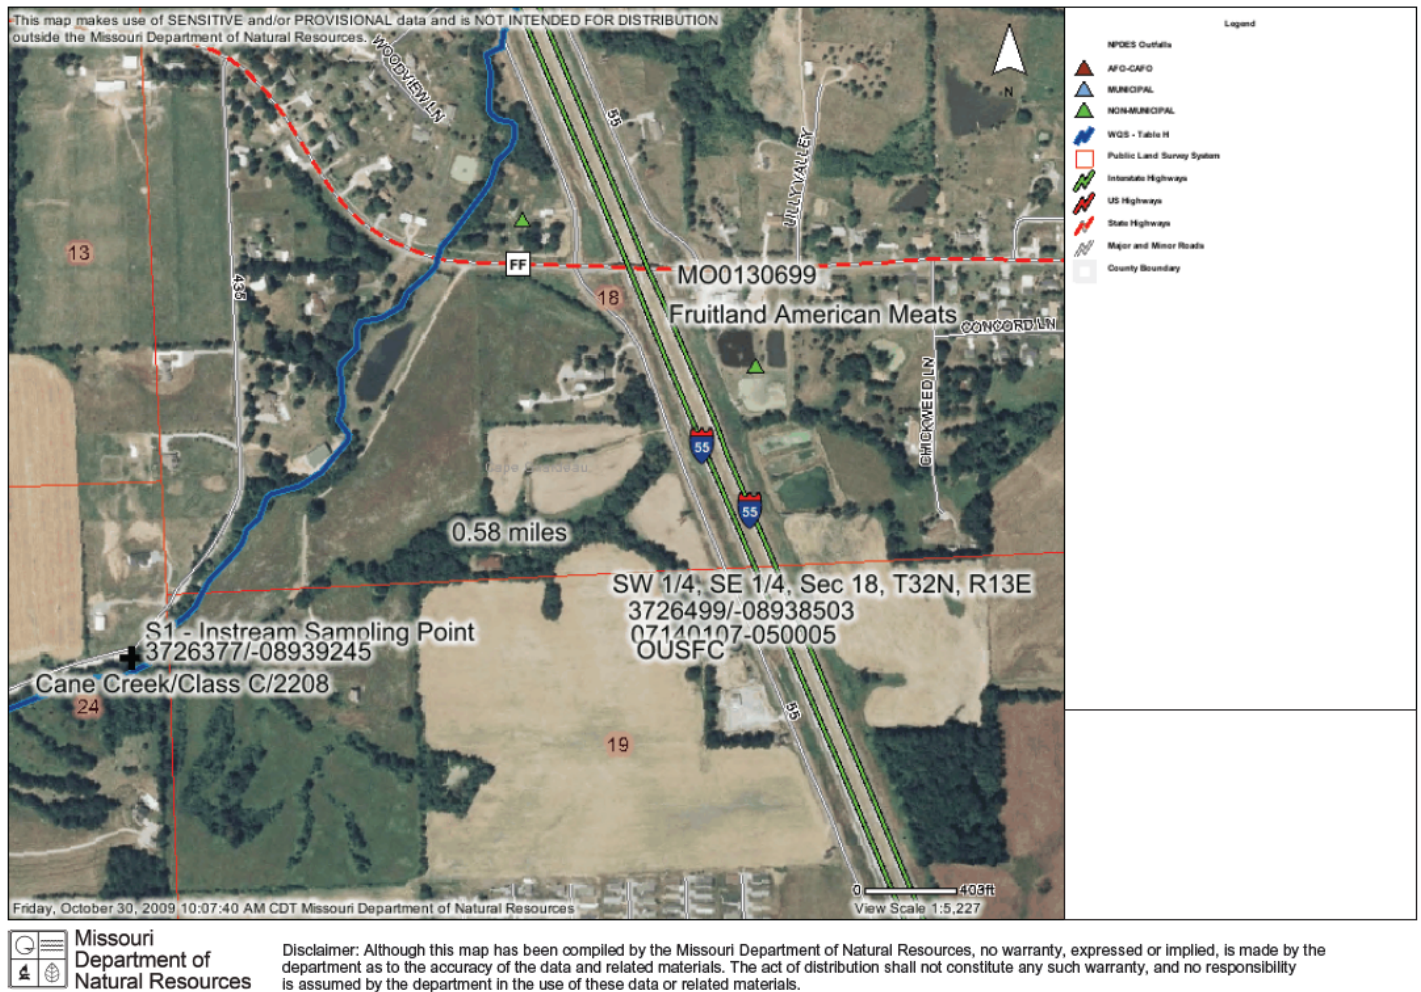 This map makes use of SENSITIVE and/or PROVISIONAL data and is NOT INTENDED FOR DISTRIBUTION
outside the Missouri Department of Natural Resources.
WOODVIEW LN
55
LILLY VALLEY
N
13
435
FF
18
MO0130699
Fruitland American Meats
CONCORD LN
CHICKWEED LN
55
Cape Girardeau
55
0.58 miles
SW 1/4, SE 1/4, Sec 18, T32N, R13E
3726499/-08938503
07140107-050005
OUSFC
S1 - Instream Sampling Point
3726377/-08939245
Cane Creek/Class C/2208
24
55
19
0 403ft
View Scale 1:5,227
Friday, October 30, 2009 10:07:40 AM CDT Missouri Department of Natural Resources
Legend
NPDES Outfalls
AFO-CAFO
MUNICIPAL
NON-MUNICIPAL
WQS - Table H
Public Land Survey System
Interstate Highways
US Highways
State Highways
Major and Minor Roads
County Boundary
Missouri
Department of
Natural Resources
Disclaimer: Although this map has been compiled by the Missouri Department of Natural Resources, no warranty, expressed or implied, is made by the
department as to the accuracy of the data and related materials. The act of distribution shall not constitute any such warranty, and no responsibility
is assumed by the department in the use of these data or related materials.